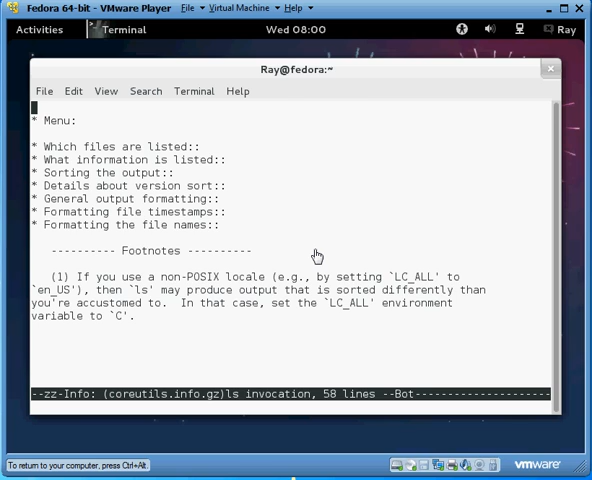 Fedora 64-bit - VMware Player File Virtual Machine Help
Activities Terminal Wed 08:00 Ray
Ray@fedora:~
File Edit View Search Terminal Help
* Menu:
* Which files are listed::
* What information is listed::
* Sorting the output::
* Details about version sort::
* General output formatting::
* Formatting file timestamps::
* Formatting the file names::
---------- Footnotes ----------
(1) If you use a non-POSIX locale (e.g., by setting `LC_ALL' to
`en_US'), then `ls' may produce output that is sorted differently than
you're accustomed to. In that case, set the `LC_ALL' environment
variable to `C'.
--zz-Info: (coreutils.info.gz)ls invocation, 58 lines --Bot---------------------
To return to your computer, press Ctrl+Alt.
vmware